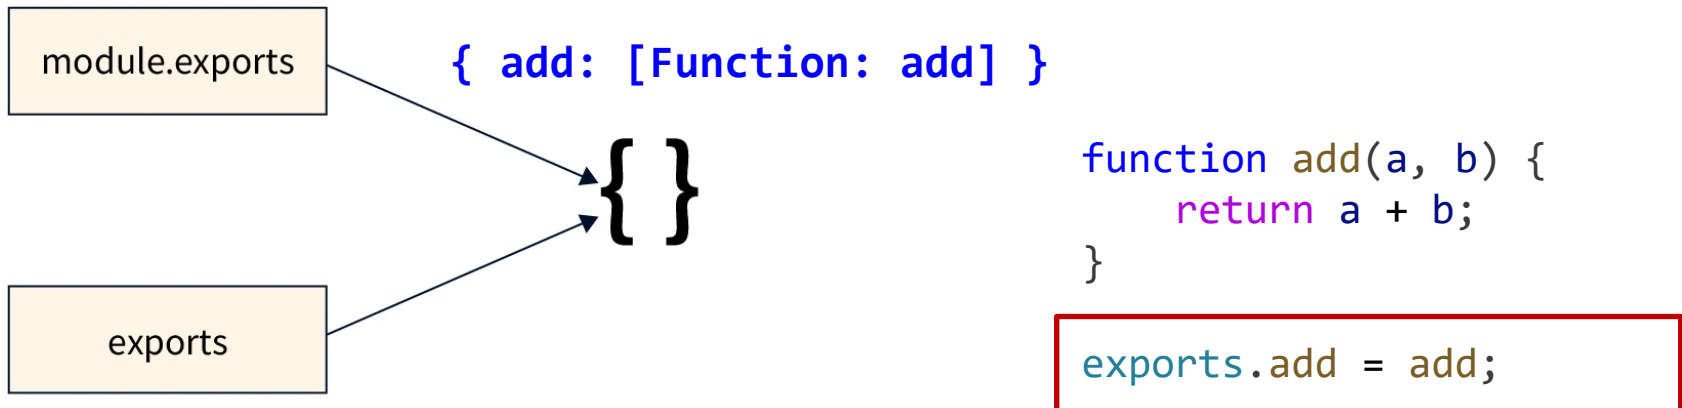 module.exports
{ add: [Function: add] }
{ }
exports
function add(a, b) {
    return a + b;
}
exports.add = add;